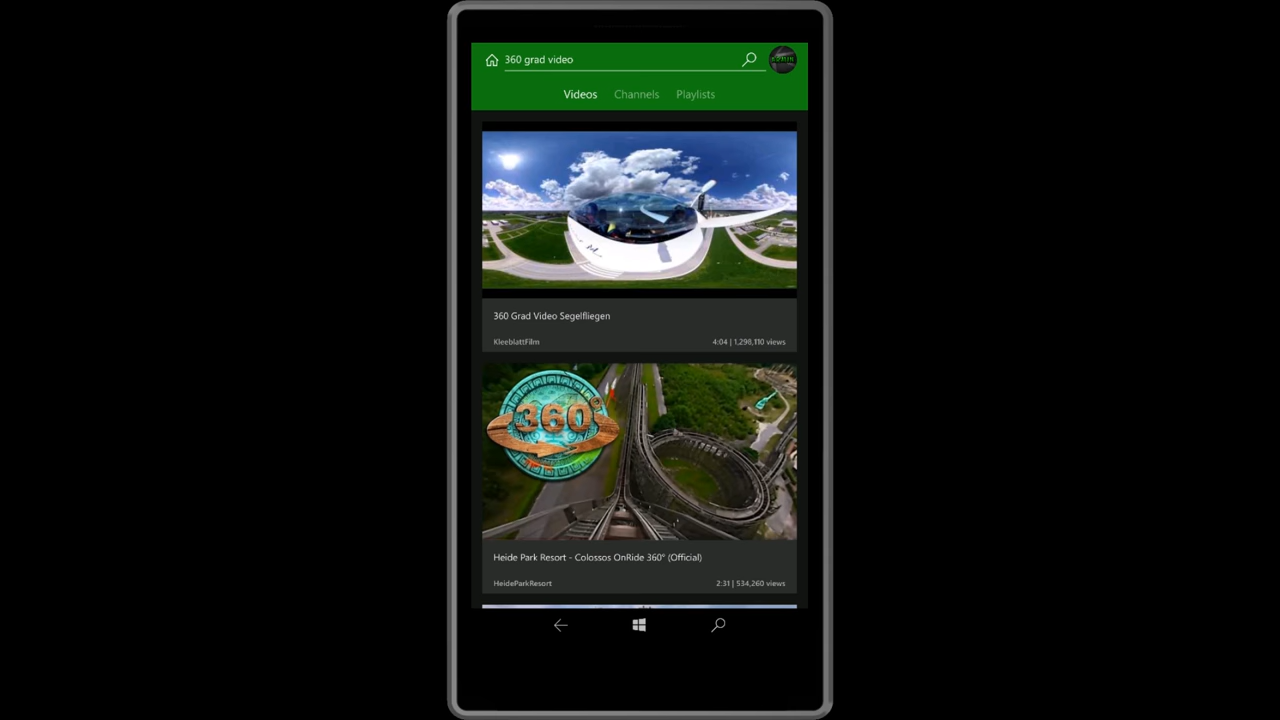 360 grad video
Videos Channels Playlists
360 Grad Video Segelfliegen
KleeblattFilm 4:04 | 1,298,110 views
360°
Heide Park Resort - Colossos OnRide 360° (Official)
HeideParkResort 2:31 | 534,260 views